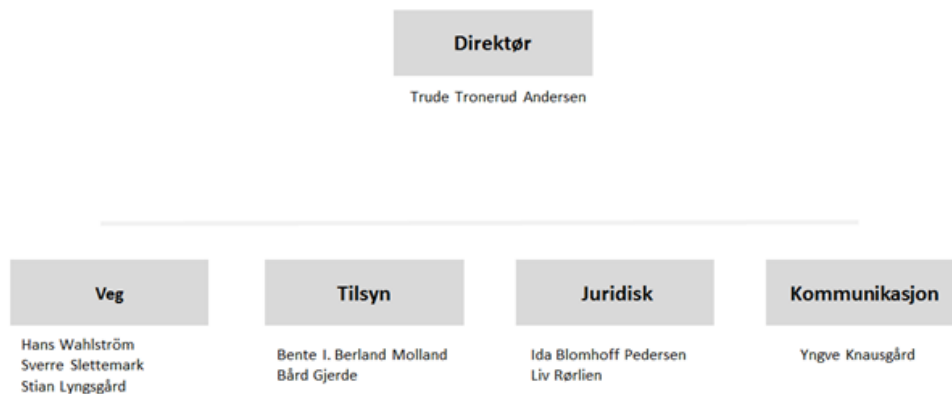 Direktør
Trude Tronerud Andersen
Veg
Hans Wahlström
Sverre Slettemark
Stian Lyngsgård
Tilsyn
Bente I. Berland Molland
Bård Gjerde
Juridisk
Ida Blomhoff Pedersen
Liv Rørlien
Kommunikasjon
Yngve Knausgård